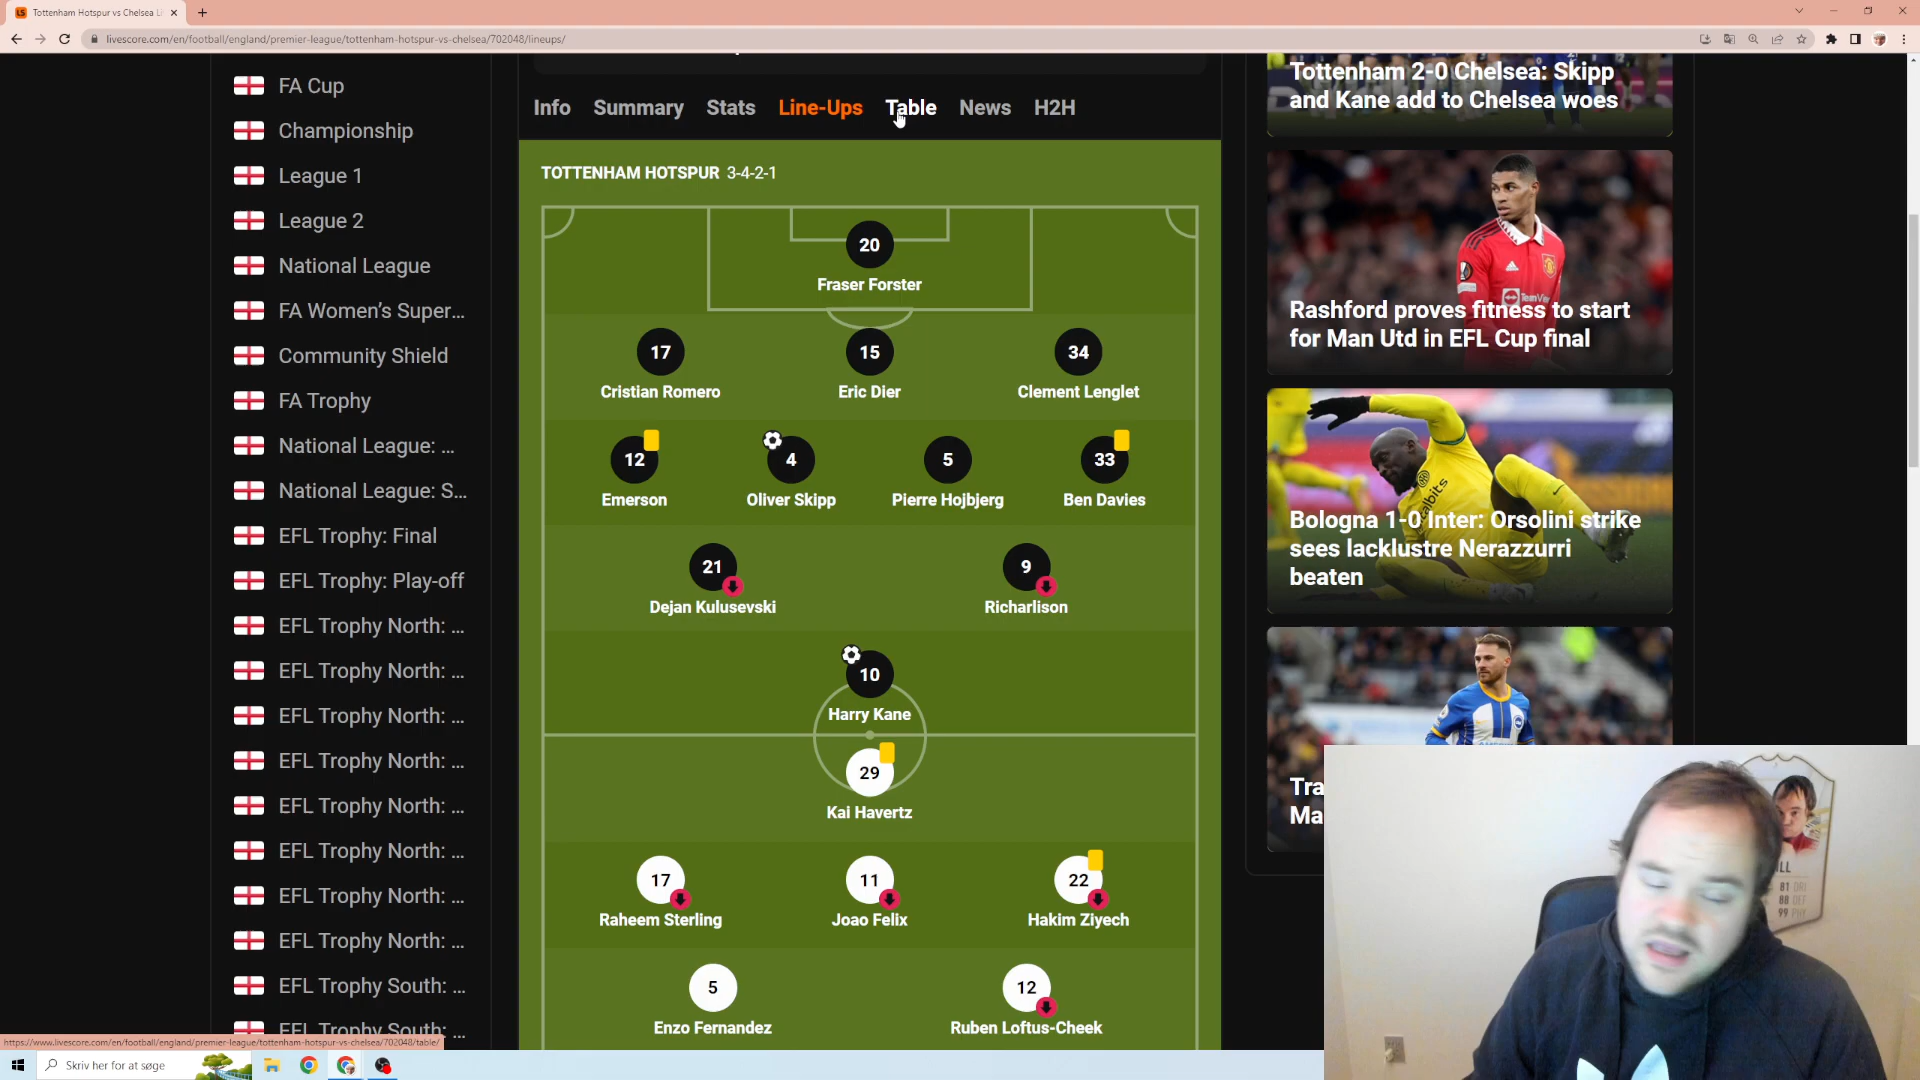 Tottenham Hotspur vs Chelsea Li
livescore.com/en/football/england/premier-league/tottenham-hotspur-vs-chelsea/702048/lineups/
FA Cup
Championship
League 1
League 2
National League
FA Women's Super...
Community Shield
FA Trophy
National League: ...
National League: S...
EFL Trophy: Final
EFL Trophy: Play-off
EFL Trophy North: ...
EFL Trophy North: ...
EFL Trophy North: ...
EFL Trophy North: ...
EFL Trophy North: ...
EFL Trophy North: ...
EFL Trophy North: ...
EFL Trophy North: ...
EFL Trophy South: ...
EFL Trophy South: ...
Info Summary Stats Line-Ups Table News H2H
TOTTENHAM HOTSPUR 3-4-2-1
20
Fraser Forster
17 15 34
Cristian Romero Eric Dier Clement Lenglet
12 4 5 33
Emerson Oliver Skipp Pierre Hojbjerg Ben Davies
21 9
Dejan Kulusevski Richarlison
10
Harry Kane
29
Kai Havertz
17 11 22
Raheem Sterling Joao Felix Hakim Ziyech
5 12
Enzo Fernandez Ruben Loftus-Cheek
Tottenham 2-0 Chelsea: Skipp
and Kane add to Chelsea woes
Rashford proves fitness to start
for Man Utd in EFL Cup final
Bologna 1-0 Inter: Orsolini strike
sees lacklustre Nerazzurri
beaten
Tra
Ma
81 DRI
88 DEF
99 PHY
https://www.livescore.com/en/football/england/premier-league/tottenham-hotspur-vs-chelsea/702048/table/
Skriv her for at søge